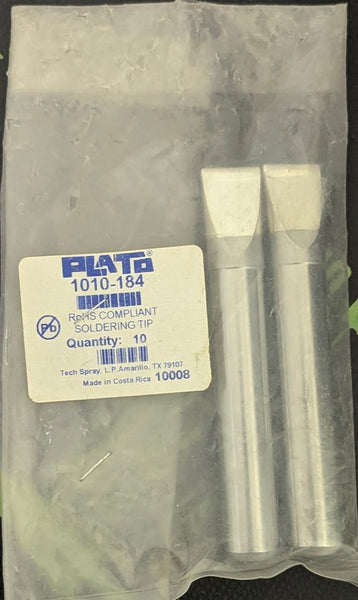 PLATO®
1010-184
RoHS COMPLIANT
SOLDERING TIP
Pb
Quantity: 10
Tech Spray, L.P. Amarillo, TX 79107
Made in Costa Rica 10008